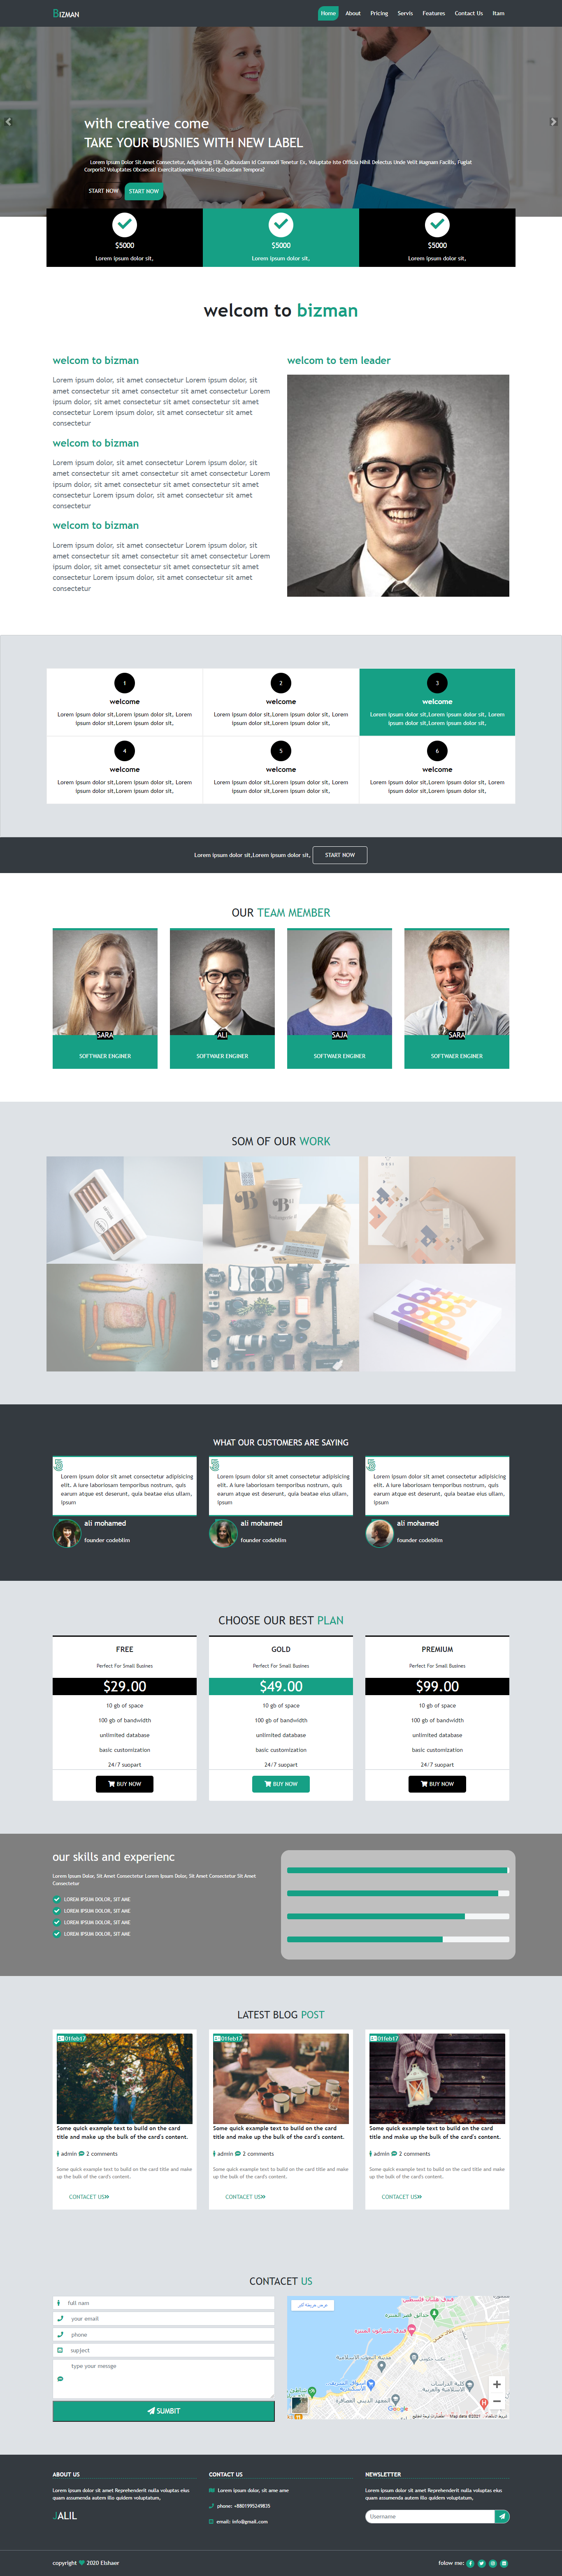 BIZMAN
Home About Pricing Servis Features Contact Us Itam
with creative come
TAKE YOUR BUSNIES WITH NEW LABEL
Lorem Ipsum Dolor Sit Amet Consectetur, Adipisicing Elit. Quibusdam Id Commodi Tenetur Ex, Voluptate Iste Officia Nihil Delectus Unde Velit Magnam Facilis, Fugiat
Corporis? Voluptates Obcaecati Exercitationem Veritatis Quibusdam Tempora?
START NOW START NOW
$5000 $5000 $5000
Lorem ipsum dolor sit, Lorem ipsum dolor sit, Lorem ipsum dolor sit,
welcom to bizman
welcom to bizman
Lorem ipsum dolor, sit amet consectetur Lorem ipsum dolor, sit
amet consectetur sit amet consectetur sit amet consectetur Lorem
ipsum dolor, sit amet consectetur sit amet consectetur sit amet
consectetur Lorem ipsum dolor, sit amet consectetur sit amet
consectetur
welcom to bizman
Lorem ipsum dolor, sit amet consectetur Lorem ipsum dolor, sit
amet consectetur sit amet consectetur sit amet consectetur Lorem
ipsum dolor, sit amet consectetur sit amet consectetur sit amet
consectetur Lorem ipsum dolor, sit amet consectetur sit amet
consectetur
welcom to bizman
Lorem ipsum dolor, sit amet consectetur Lorem ipsum dolor, sit
amet consectetur sit amet consectetur sit amet consectetur Lorem
ipsum dolor, sit amet consectetur sit amet consectetur sit amet
consectetur Lorem ipsum dolor, sit amet consectetur sit amet
consectetur
welcom to tem leader
1 2 3
welcome welcome welcome
Lorem ipsum dolor sit,Lorem ipsum dolor sit, Lorem Lorem ipsum dolor sit,Lorem ipsum dolor sit, Lorem Lorem ipsum dolor sit,Lorem ipsum dolor sit, Lorem
ipsum dolor sit,Lorem ipsum dolor sit, ipsum dolor sit,Lorem ipsum dolor sit, ipsum dolor sit,Lorem ipsum dolor sit,
4 5 6
welcome welcome welcome
Lorem ipsum dolor sit,Lorem ipsum dolor sit, Lorem Lorem ipsum dolor sit,Lorem ipsum dolor sit, Lorem Lorem ipsum dolor sit,Lorem ipsum dolor sit, Lorem
ipsum dolor sit,Lorem ipsum dolor sit, ipsum dolor sit,Lorem ipsum dolor sit, ipsum dolor sit,Lorem ipsum dolor sit,
Lorem ipsum dolor sit,Lorem ipsum dolor sit, START NOW
OUR TEAM MEMBER
SARA ALI SAJA SARA
SOFTWAER ENGINER SOFTWAER ENGINER SOFTWAER ENGINER SOFTWAER ENGINER
SOM OF OUR WORK
WHAT OUR CUSTOMERS ARE SAYING
Lorem ipsum dolor sit amet consectetur adipisicing
elit. A iure laboriosam temporibus nostrum, quis
earum atque est deserunt, quia beatae eius ullam,
ipsum
ali mohamed
founder codeblim
Lorem ipsum dolor sit amet consectetur adipisicing
elit. A iure laboriosam temporibus nostrum, quis
earum atque est deserunt, quia beatae eius ullam,
ipsum
ali mohamed
founder codeblim
Lorem ipsum dolor sit amet consectetur adipisicing
elit. A iure laboriosam temporibus nostrum, quis
earum atque est deserunt, quia beatae eius ullam,
ipsum
ali mohamed
founder codeblim
CHOOSE OUR BEST PLAN
FREE
Perfect For Small Busines
$29.00
10 gb of space
100 gb of bandwidth
unlimited database
basic customization
24/7 suopart
BUY NOW
GOLD
Perfect For Small Busines
$49.00
10 gb of space
100 gb of bandwidth
unlimited database
basic customization
24/7 suopart
BUY NOW
PREMIUM
Perfect For Small Busines
$99.00
10 gb of space
100 gb of bandwidth
unlimited database
basic customization
24/7 suopart
BUY NOW
our skills and experienc
Lorem Ipsum Dolor, Sit Amet Consectetur Lorem Ipsum Dolor, Sit Amet Consectetur Sit Amet
Consectetur
LOREM IPSUM DOLOR, SIT AME
LOREM IPSUM DOLOR, SIT AME
LOREM IPSUM DOLOR, SIT AME
LOREM IPSUM DOLOR, SIT AME
LATEST BLOG POST
01feb17
Some quick example text to build on the card
title and make up the bulk of the card's content.
admin 2 comments
Some quick example text to build on the card title and make
up the bulk of the card's content.
CONTACET US
01feb17
Some quick example text to build on the card
title and make up the bulk of the card's content.
admin 2 comments
Some quick example text to build on the card title and make
up the bulk of the card's content.
CONTACET US
01feb17
Some quick example text to build on the card
title and make up the bulk of the card's content.
admin 2 comments
Some quick example text to build on the card title and make
up the bulk of the card's content.
CONTACET US
CONTACET US
full nam
your email
phone
supject
type your messge
SUMBIT
Google
Map data ©2021
ABOUT US
Lorem ipsum dolor sit amet Reprehenderit nulla voluptas eius
quam assumenda autem illo quidem voluptatum,
JALIL
CONTACT US
Lorem ipsum dolor, sit ame ame
phone: +8801995249835
email: info@gmail.com
NEWSLETTER
Lorem ipsum dolor sit amet Reprehenderit nulla voluptas eius
quam assumenda autem illo quidem voluptatum,
Username
copyright 2020 Elshaer
folow me: